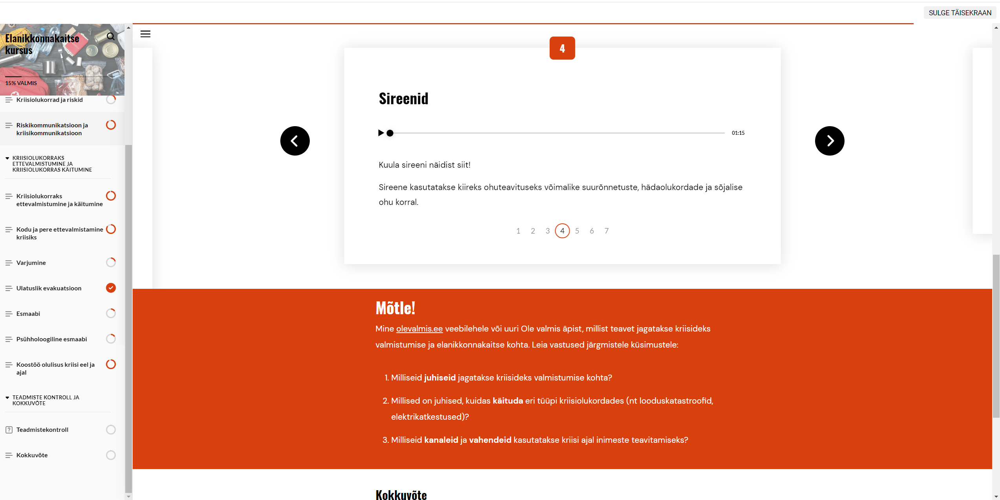 SULGE TÄISEKRAAN
Elanikkonnakaitse
kursus
15% VALMIS
Kriisiolukorrad ja riskid
Riskikommunikatsioon ja
kriisikommunikatsioon
KRIISIOLUKORRAKS
ETTEVALMISTUMINE JA
KRIISIOLUKORRAS KÄITUMINE
Kriisiolukorraks
ettevalmistumine ja käitumine
Kodu ja pere ettevalmistamine
kriisiks
Varjumine
Ulatuslik evakuatsioon
Esmaabi
Psühholoogiline esmaabi
Koostöö olulisus kriisi eel ja
ajal
TEADMISTE KONTROLL JA
KOKKUVÕTE
Teadmistekontroll
Kokkuvõte
4
Sireenid
01:15
Kuula sireeni näidist siit!
Sireene kasutatakse kiireks ohuteavituseks võimalike suurõnnetuste, hädaolukordade ja sõjalise
ohu korral.
1 2 3 4 5 6 7
Mõtle!
Mine olevalmis.ee veebilehele või uuri Ole valmis äpist, millist teavet jagatakse kriisideks
valmistumise ja elanikkonnakaitse kohta. Leia vastused järgmistele küsimustele:
1. Milliseid juhiseid jagatakse kriisideks valmistumise kohta?
2. Millised on juhised, kuidas käituda eri tüüpi kriisiolukordades (nt looduskatastroofid,
elektrikatkestused)?
3. Milliseid kanaleid ja vahendeid kasutatakse kriisi ajal inimeste teavitamiseks?
Kokkuvõte